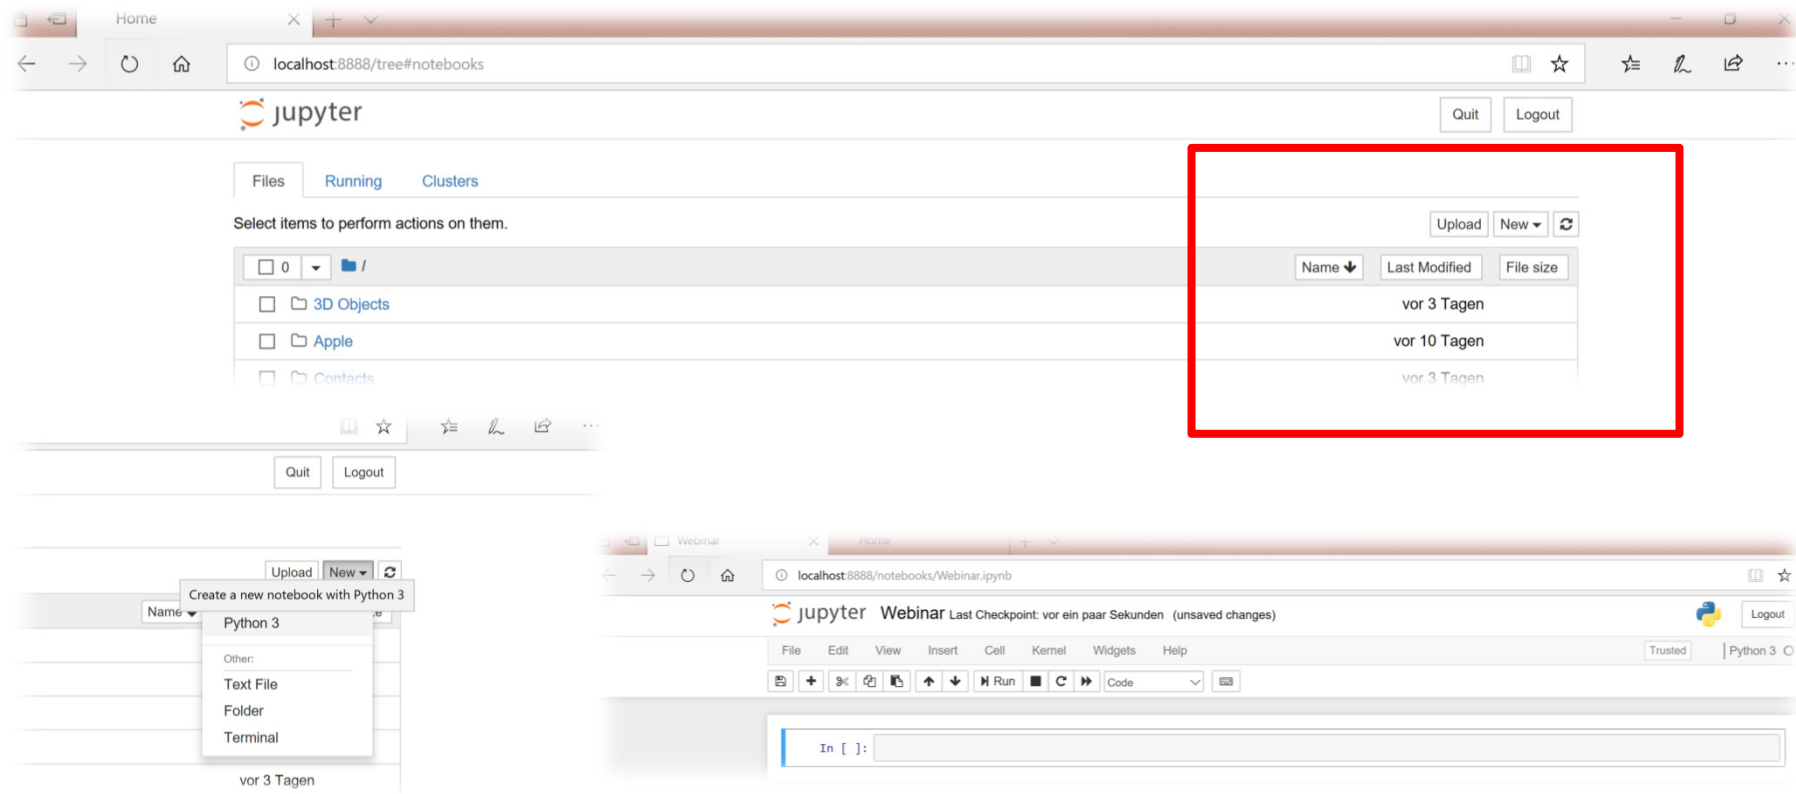 Home
localhost:8888/tree#notebooks
jupyter
Quit Logout
Files Running Clusters
Select items to perform actions on them.
Upload New
0 / Name Last Modified File size
3D Objects vor 3 Tagen
Apple vor 10 Tagen
Contacts vor 3 Tagen
Quit Logout
Upload New
Create a new notebook with Python 3
Name
Python 3
Other:
Text File
Folder
Terminal
vor 3 Tagen
Webinar Home
localhost:8888/notebooks/Webinar.ipynb
jupyter Webinar Last Checkpoint: vor ein paar Sekunden (unsaved changes) Logout
File Edit View Insert Cell Kernel Widgets Help Trusted Python 3
Run Code
In [ ]: